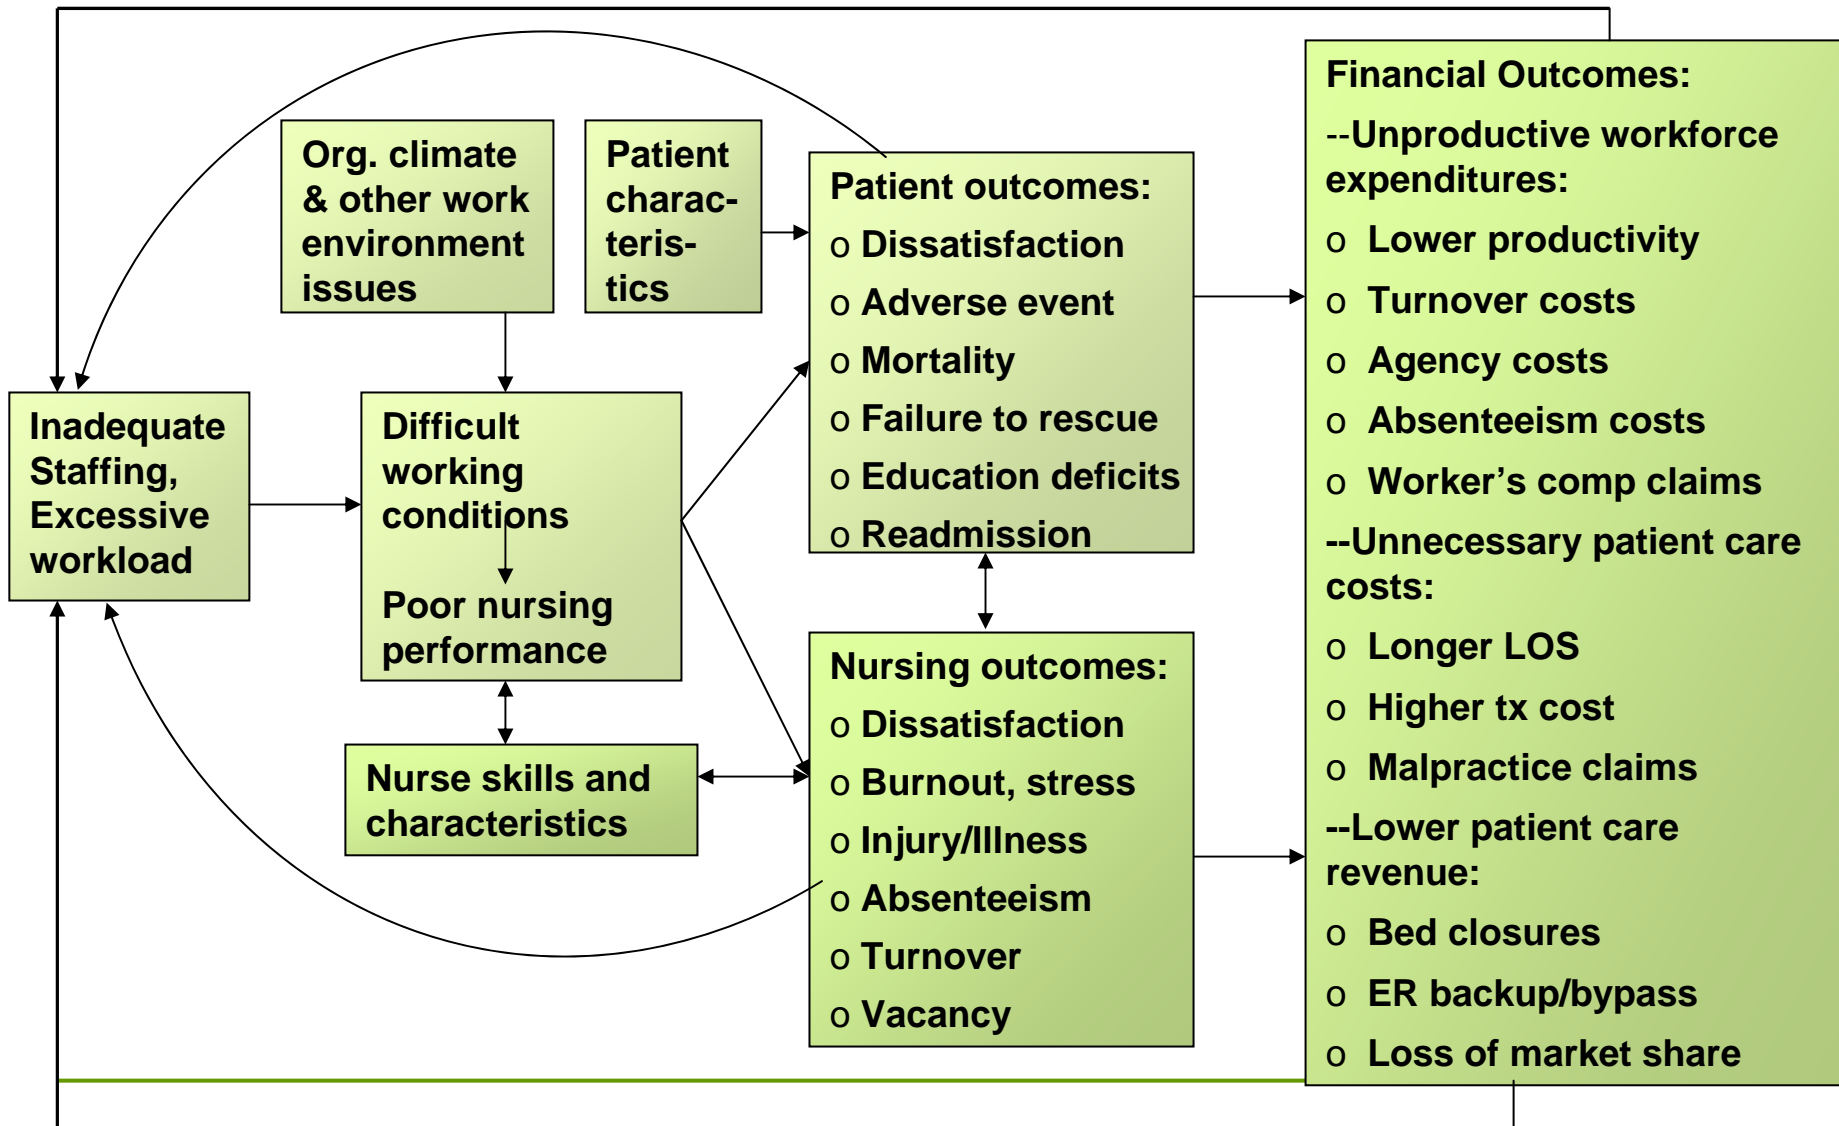 Org. climate
& other work
environment
issues
Patient
charac-
teris-
tics
Inadequate
Staffing,
Excessive
workload
Difficult
working
conditions
Poor nursing
performance
Nurse skills and
characteristics
Patient outcomes:
o Dissatisfaction
o Adverse event
o Mortality
o Failure to rescue
o Education deficits
o Readmission
Nursing outcomes:
o Dissatisfaction
o Burnout, stress
o Injury/Illness
o Absenteeism
o Turnover
o Vacancy
Financial Outcomes:
--Unproductive workforce
expenditures:
o Lower productivity
o Turnover costs
o Agency costs
o Absenteeism costs
o Worker’s comp claims
--Unnecessary patient care
costs:
o Longer LOS
o Higher tx cost
o Malpractice claims
--Lower patient care
revenue:
o Bed closures
o ER backup/bypass
o Loss of market share